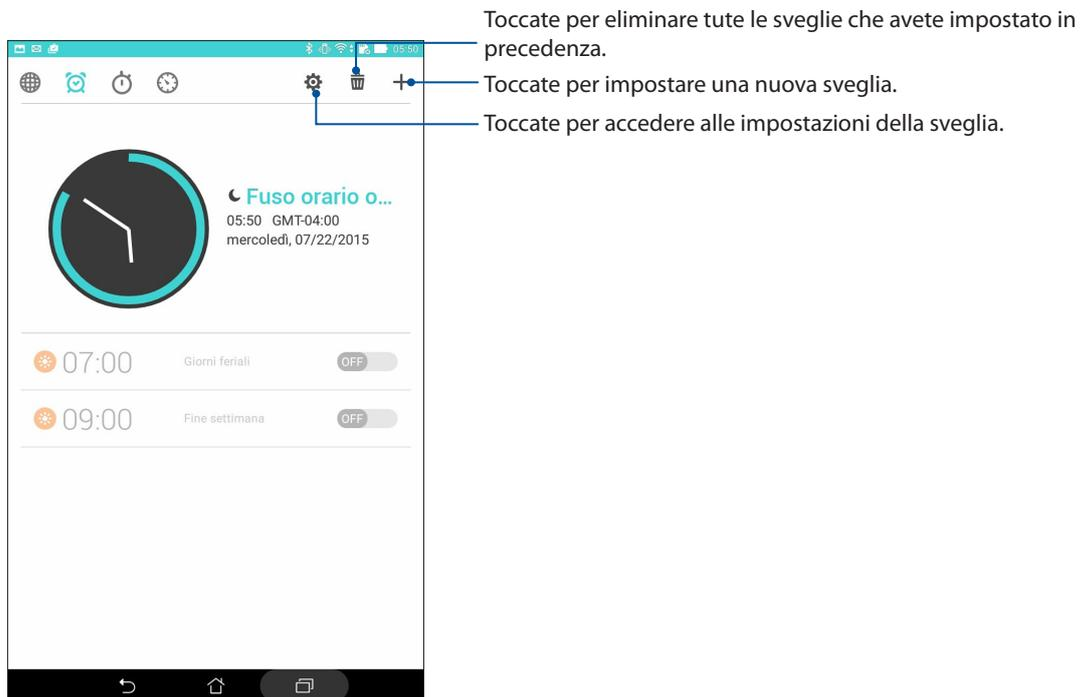 Toccate per eliminare tute le sveglie che avete impostato in
precedenza.
Toccate per impostare una nuova sveglia.
Toccate per accedere alle impostazioni della sveglia.
05:50
Fuso orario o...
05:50 GMT-04:00
mercoledì, 07/22/2015
07:00 Giorni feriali OFF
09:00 Fine settimana OFF